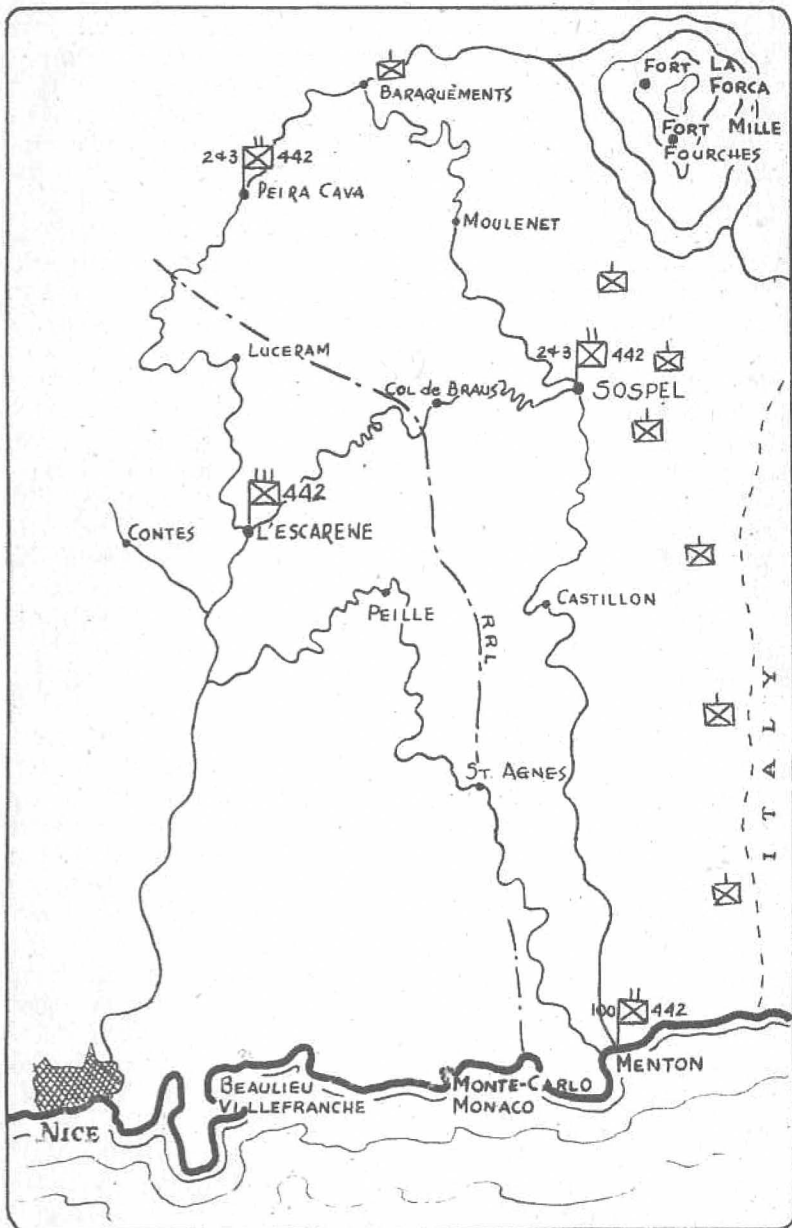 FORT LA
FORCA
FORT MILLE
FOURCHES
BARAQUÈMENTS
2&3 442
PEIRA CAVA
MOULENET
LUCERAM
2&3 442
COL de BRAUS
SOSPEL
442
L'ESCARENE
CONTES
PEILLE
CASTILLON
RRL
ITALY
ST. AGNES
100 442
MENTON
BEAULIEU
VILLEFRANCHE
MONTE-CARLO
MONACO
NICE